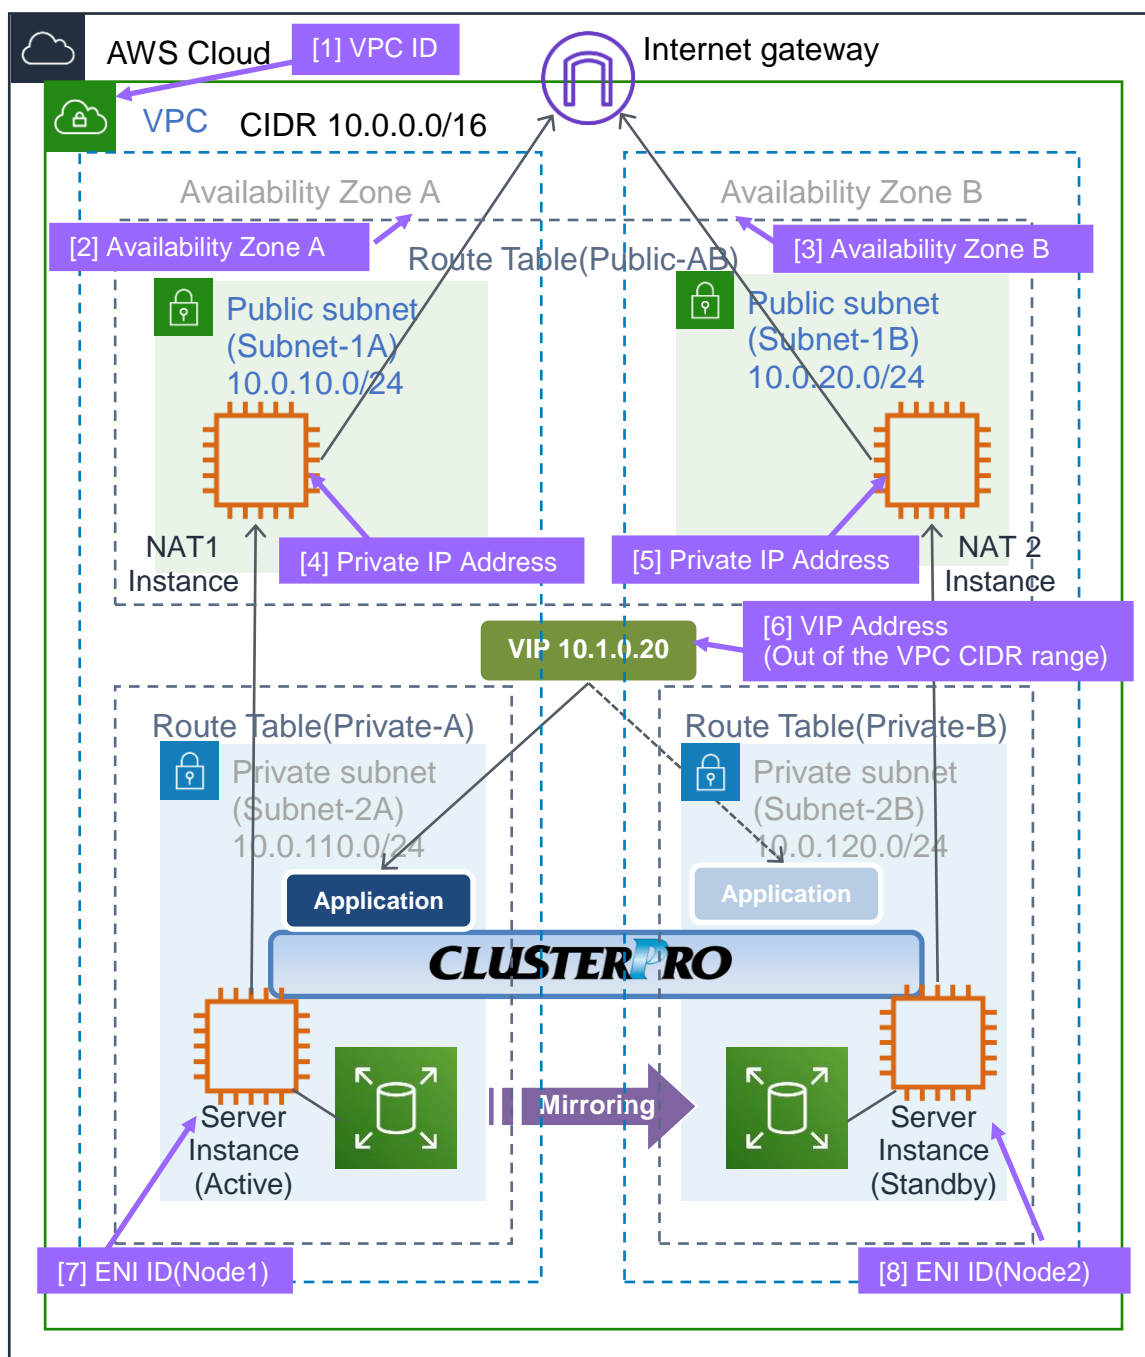 AWS Cloud
[1] VPC ID
Internet gateway
VPC
CIDR 10.0.0.0/16
Availability Zone A
Availability Zone B
[2] Availability Zone A
[3] Availability Zone B
Route Table(Public-AB)
Public subnet
(Subnet-1A)
10.0.10.0/24
Public subnet
(Subnet-1B)
10.0.20.0/24
NAT1
Instance
[4] Private IP Address
[5] Private IP Address
NAT 2
Instance
VIP 10.1.0.20
[6] VIP Address
(Out of the VPC CIDR range)
Route Table(Private-A)
Route Table(Private-B)
Private subnet
(Subnet-2A)
10.0.110.0/24
Private subnet
(Subnet-2B)
10.0.120.0/24
Application
Application
CLUSTERPRO
Mirroring
Server
Instance
(Active)
Server
Instance
(Standby)
[7] ENI ID(Node1)
[8] ENI ID(Node2)